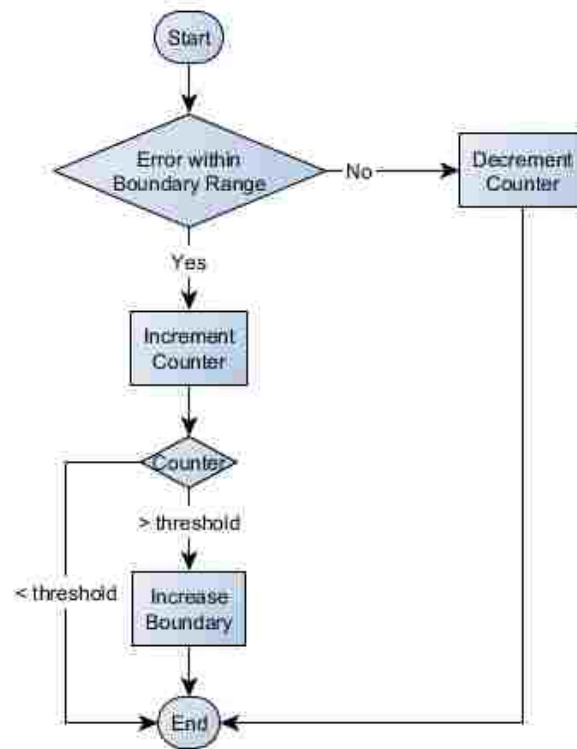 Start
Error within
Boundary Range
No
Decrement
Counter
Yes
Increment
Counter
Counter
> threshold
< threshold
Increase
Boundary
End